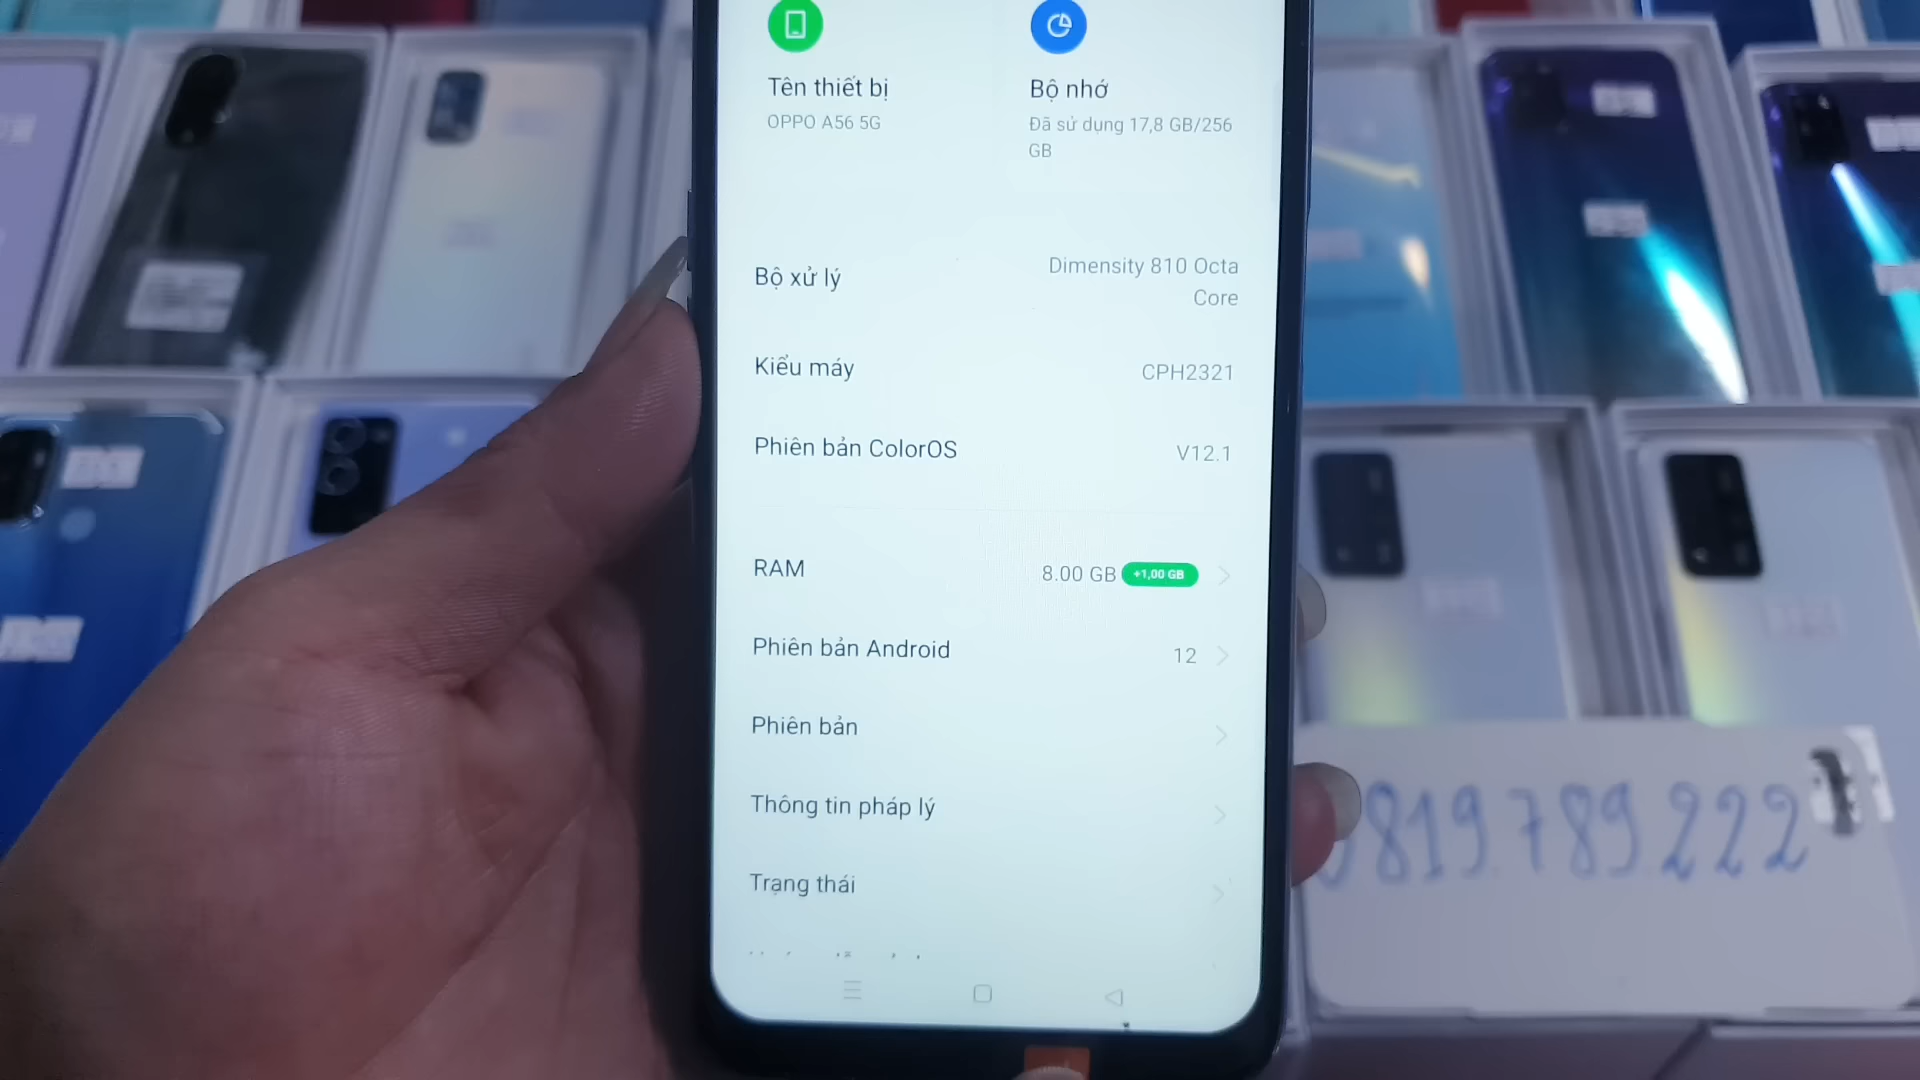 Tên thiết bị
OPPO A56 5G
Bộ nhớ
Đã sử dụng 17,8 GB/256
GB
Bộ xử lý
Dimensity 810 Octa
Core
Kiểu máy
CPH2321
Phiên bản ColorOS
V12.1
RAM
8.00 GB
+1,00 GB
Phiên bản Android
12
Phiên bản
Thông tin pháp lý
Trạng thái
0819.789.222